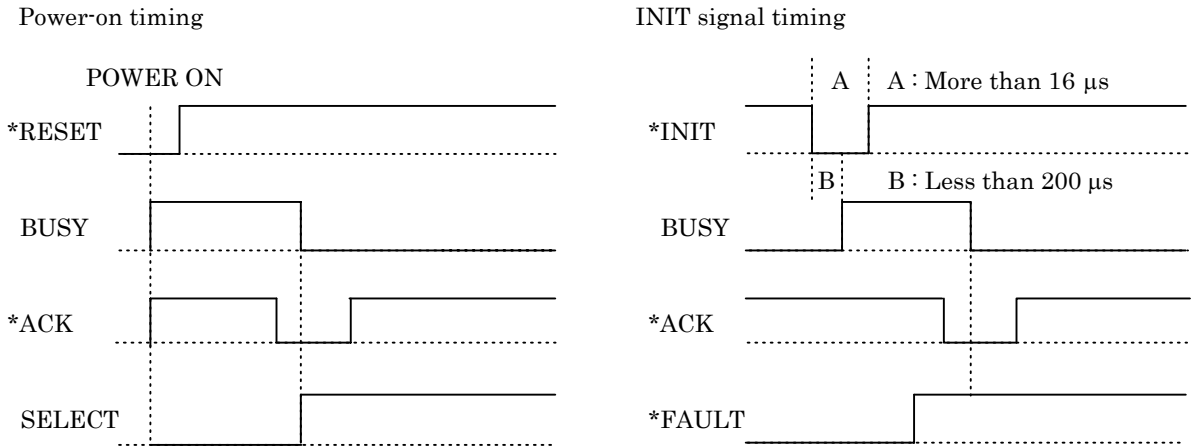 Power-on timing
POWER ON
*RESET
BUSY
*ACK
SELECT
INIT signal timing
A
A : More than 16 µs
*INIT
B
B : Less than 200 µs
BUSY
*ACK
*FAULT